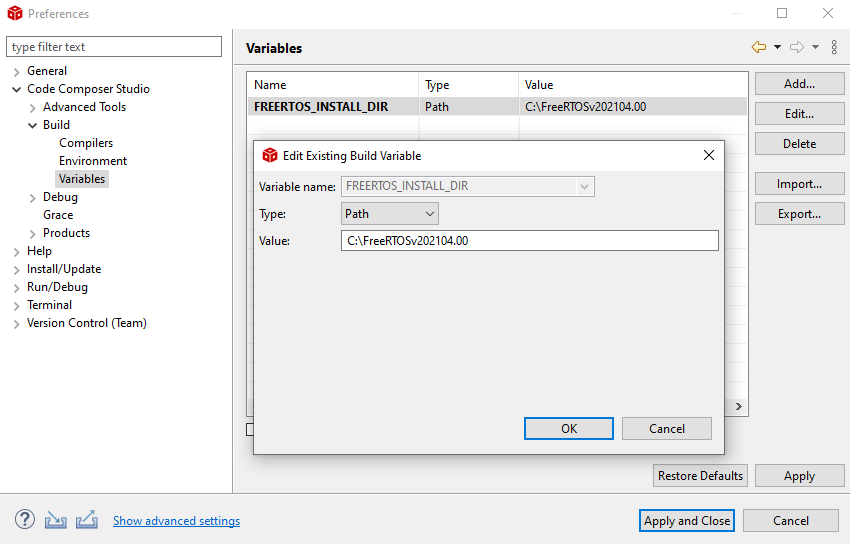 Preferences
type filter text
General
Code Composer Studio
Advanced Tools
Build
Compilers
Environment
Variables
Debug
Grace
Products
Help
Install/Update
Run/Debug
Terminal
Version Control (Team)
Variables
Name Type Value
FREERTOS_INSTALL_DIR Path C:\FreeRTOSv202104.00
Add...
Edit...
Delete
Import...
Export...
Edit Existing Build Variable
Variable name: FREERTOS_INSTALL_DIR
Type: Path
Value: C:\FreeRTOSv202104.00
OK Cancel
Restore Defaults Apply
Show advanced settings
Apply and Close Cancel